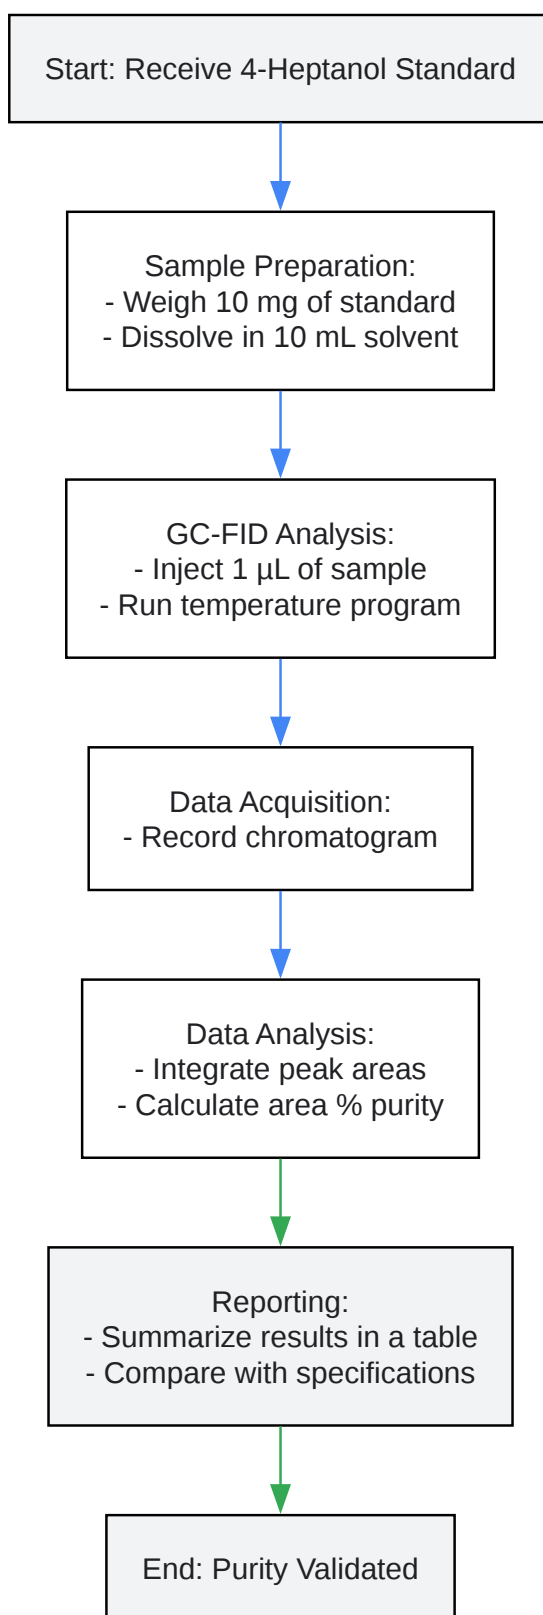 Start: Receive 4-Heptanol Standard
Sample Preparation:
- Weigh 10 mg of standard
- Dissolve in 10 mL solvent
GC-FID Analysis:
- Inject 1 µL of sample
- Run temperature program
Data Acquisition:
- Record chromatogram
Data Analysis:
- Integrate peak areas
- Calculate area % purity
Reporting:
- Summarize results in a table
- Compare with specifications
End: Purity Validated